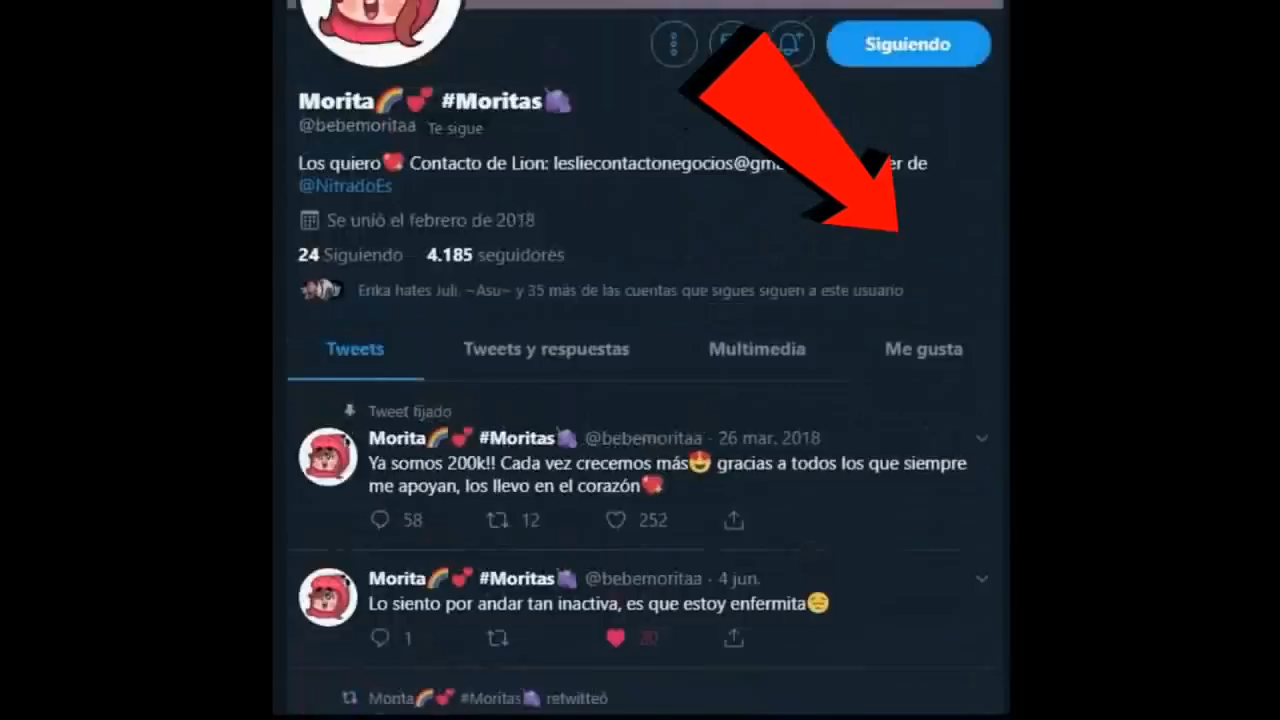 Siguiendo
Morita🌈💕 #Moritas🍇
@bebemoritaa Te sigue
Los quiero💖 Contacto de Lion: lesliecontactonegocios@gma er de
@NitradoEs
Se unió el febrero de 2018
24 Siguiendo 4.185 seguidores
Erika hates Juli, ~Asu~ y 35 más de las cuentas que sigues siguen a este usuario
Tweets Tweets y respuestas Multimedia Me gusta
Tweet fijado
Morita🌈💕 #Moritas🍇 @bebemoritaa · 26 mar. 2018
Ya somos 200k!! Cada vez crecemos más😍 gracias a todos los que siempre
me apoyan, los llevo en el corazón💖
58 12 252
Morita🌈💕 #Moritas🍇 @bebemoritaa · 4 jun.
Lo siento por andar tan inactiva, es que estoy enfermita😔
1 20
Morita🌈💕 #Moritas🍇 retwitteó